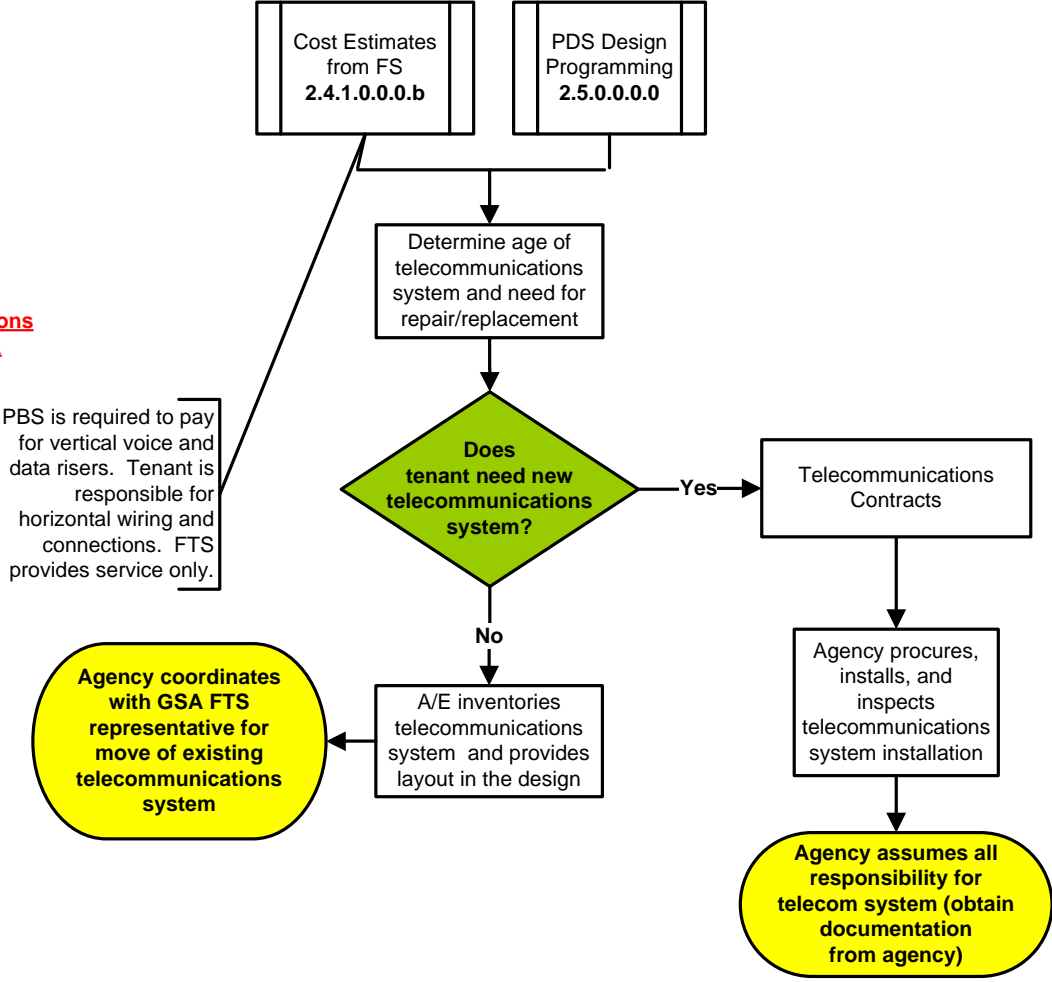 Cost Estimates
from FS
2.4.1.0.0.0.b
PDS Design
Programming
2.5.0.0.0.0
Determine age of
telecommunications
system and need for
repair/replacement
PBS is required to pay
for vertical voice and
data risers. Tenant is
responsible for
horizontal wiring and
connections. FTS
provides service only.
Does
tenant need new
telecommunications
system?
Yes
Telecommunications
Contracts
No
Agency coordinates
with GSA FTS
representative for
move of existing
telecommunications
system
A/E inventories
telecommunications
system and provides
layout in the design
Agency procures,
installs, and
inspects
telecommunications
system installation
Agency assumes all
responsibility for
telecom system (obtain
documentation
from agency)